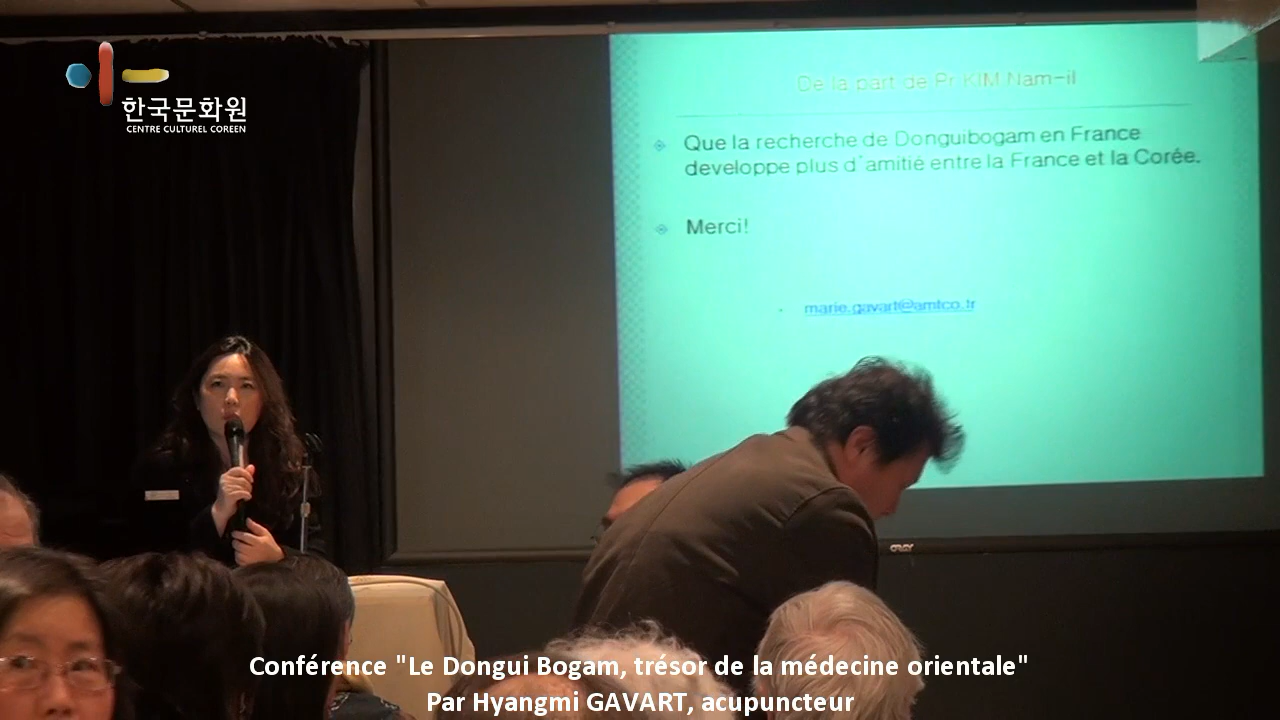 한국문화원
CENTRE CULTUREL COREEN
De la part de Pr KIM Nam-il
Que la recherche de Donguibogam en France
developpe plus d'amitié entre la France et la Corée.
Merci!
marie.gavart@amtco.fr
ORAY
Conférence "Le Dongui Bogam, trésor de la médecine orientale"
Par Hyangmi GAVART, acupuncteur